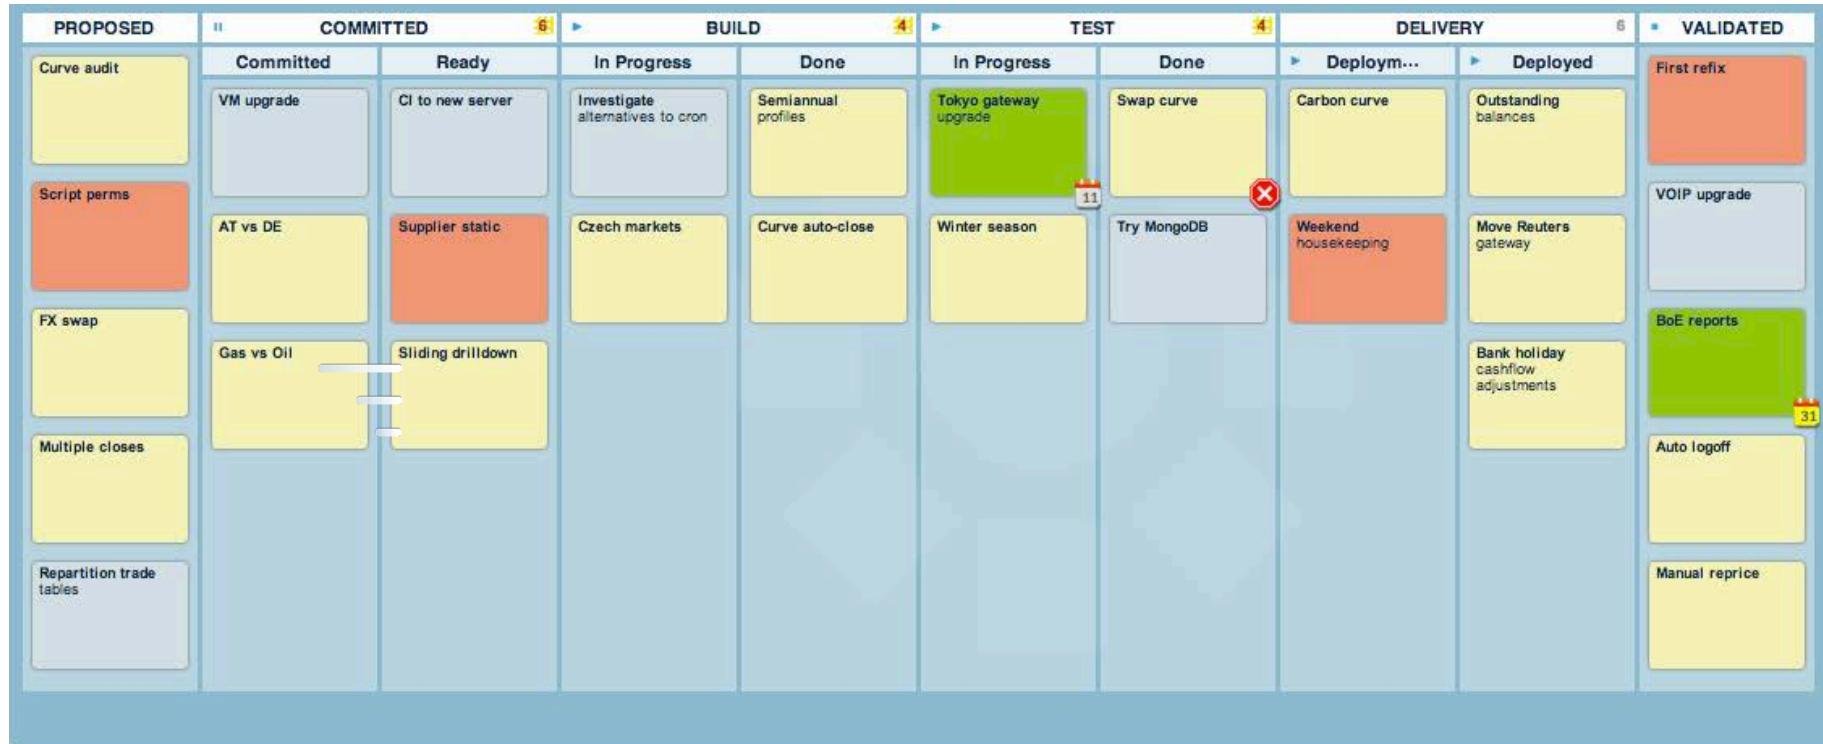 PROPOSED
COMMITTED 6
BUILD 4
TEST 4
DELIVERY 6
VALIDATED
Committed
Ready
In Progress
Done
In Progress
Done
Deploym...
Deployed
Curve audit
Script perms
FX swap
Multiple closes
Repartition trade
tables
VM upgrade
AT vs DE
Gas vs Oil
CI to new server
Supplier static
Sliding drilldown
Investigate
alternatives to cron
Czech markets
Semiannual
profiles
Curve auto-close
Tokyo gateway
upgrade
11
Winter season
Swap curve
Try MongoDB
Carbon curve
Weekend
housekeeping
Outstanding
balances
Move Reuters
gateway
Bank holiday
cashflow
adjustments
First refix
VOIP upgrade
BoE reports
31
Auto logoff
Manual reprice